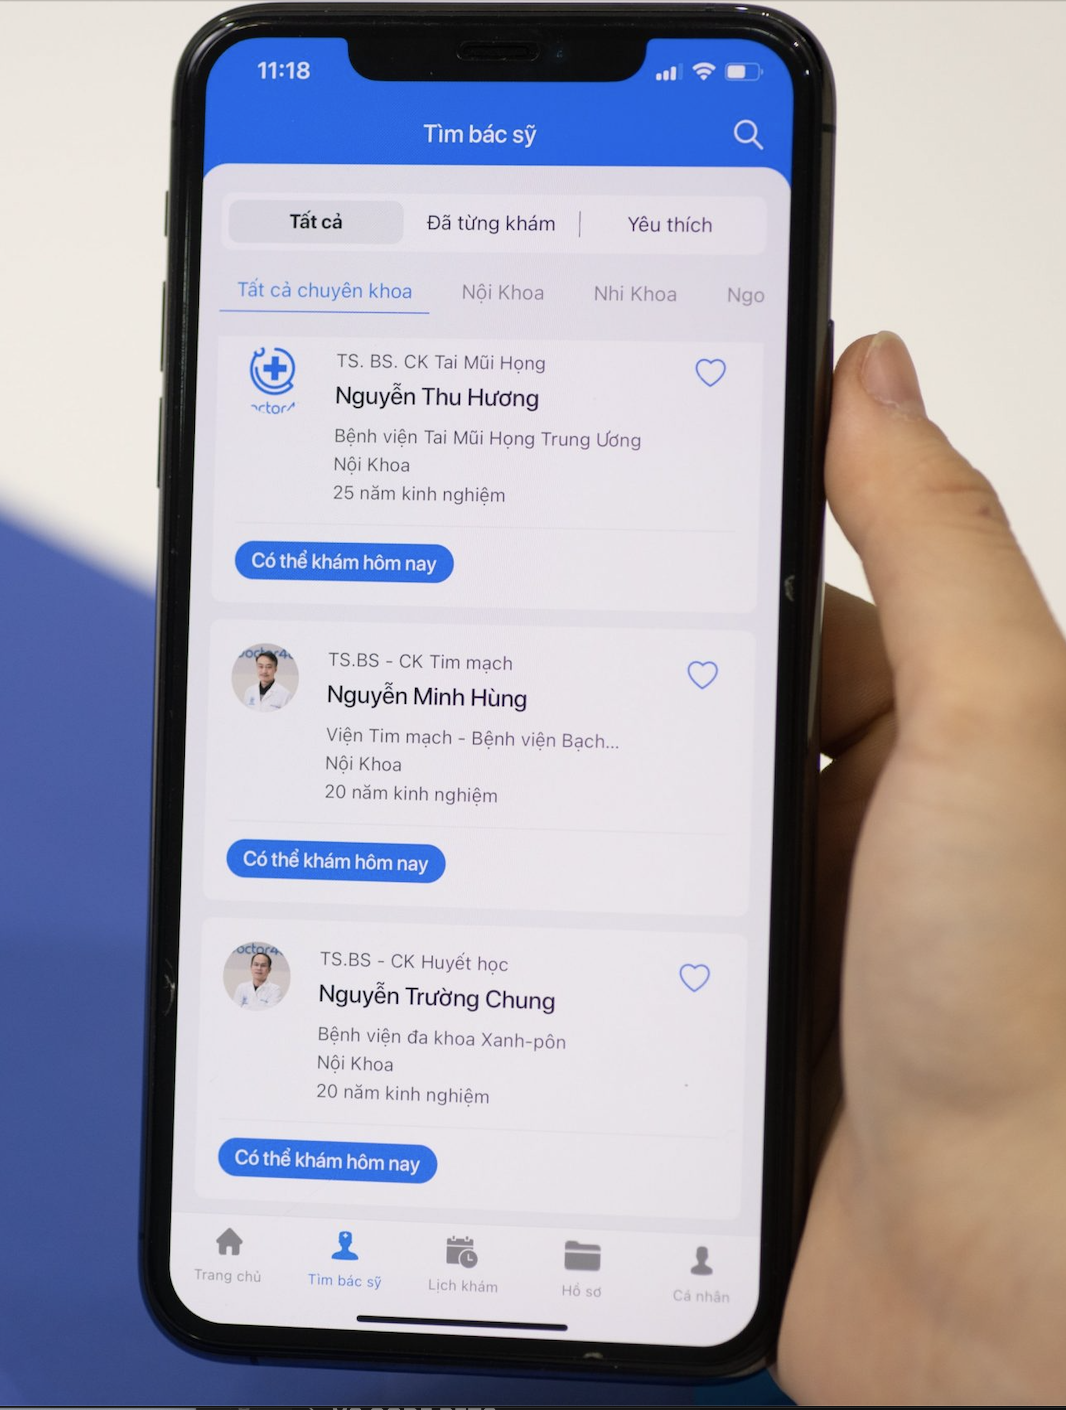 11:18
Tìm bác sỹ
Tất cả
Đã từng khám
Yêu thích
Tất cả chuyên khoa
Nội Khoa
Nhi Khoa
Ngo
TS. BS. CK Tai Mũi Họng
Nguyễn Thu Hương
Bệnh viện Tai Mũi Họng Trung Ương
Nội Khoa
25 năm kinh nghiệm
Có thể khám hôm nay
TS.BS - CK Tim mạch
Nguyễn Minh Hùng
Viện Tim mạch - Bệnh viện Bạch...
Nội Khoa
20 năm kinh nghiệm
Có thể khám hôm nay
TS.BS - CK Huyết học
Nguyễn Trường Chung
Bệnh viện đa khoa Xanh-pôn
Nội Khoa
20 năm kinh nghiệm
Có thể khám hôm nay
Trang chủ
Tìm bác sỹ
Lịch khám
Hồ sơ
Cá nhân